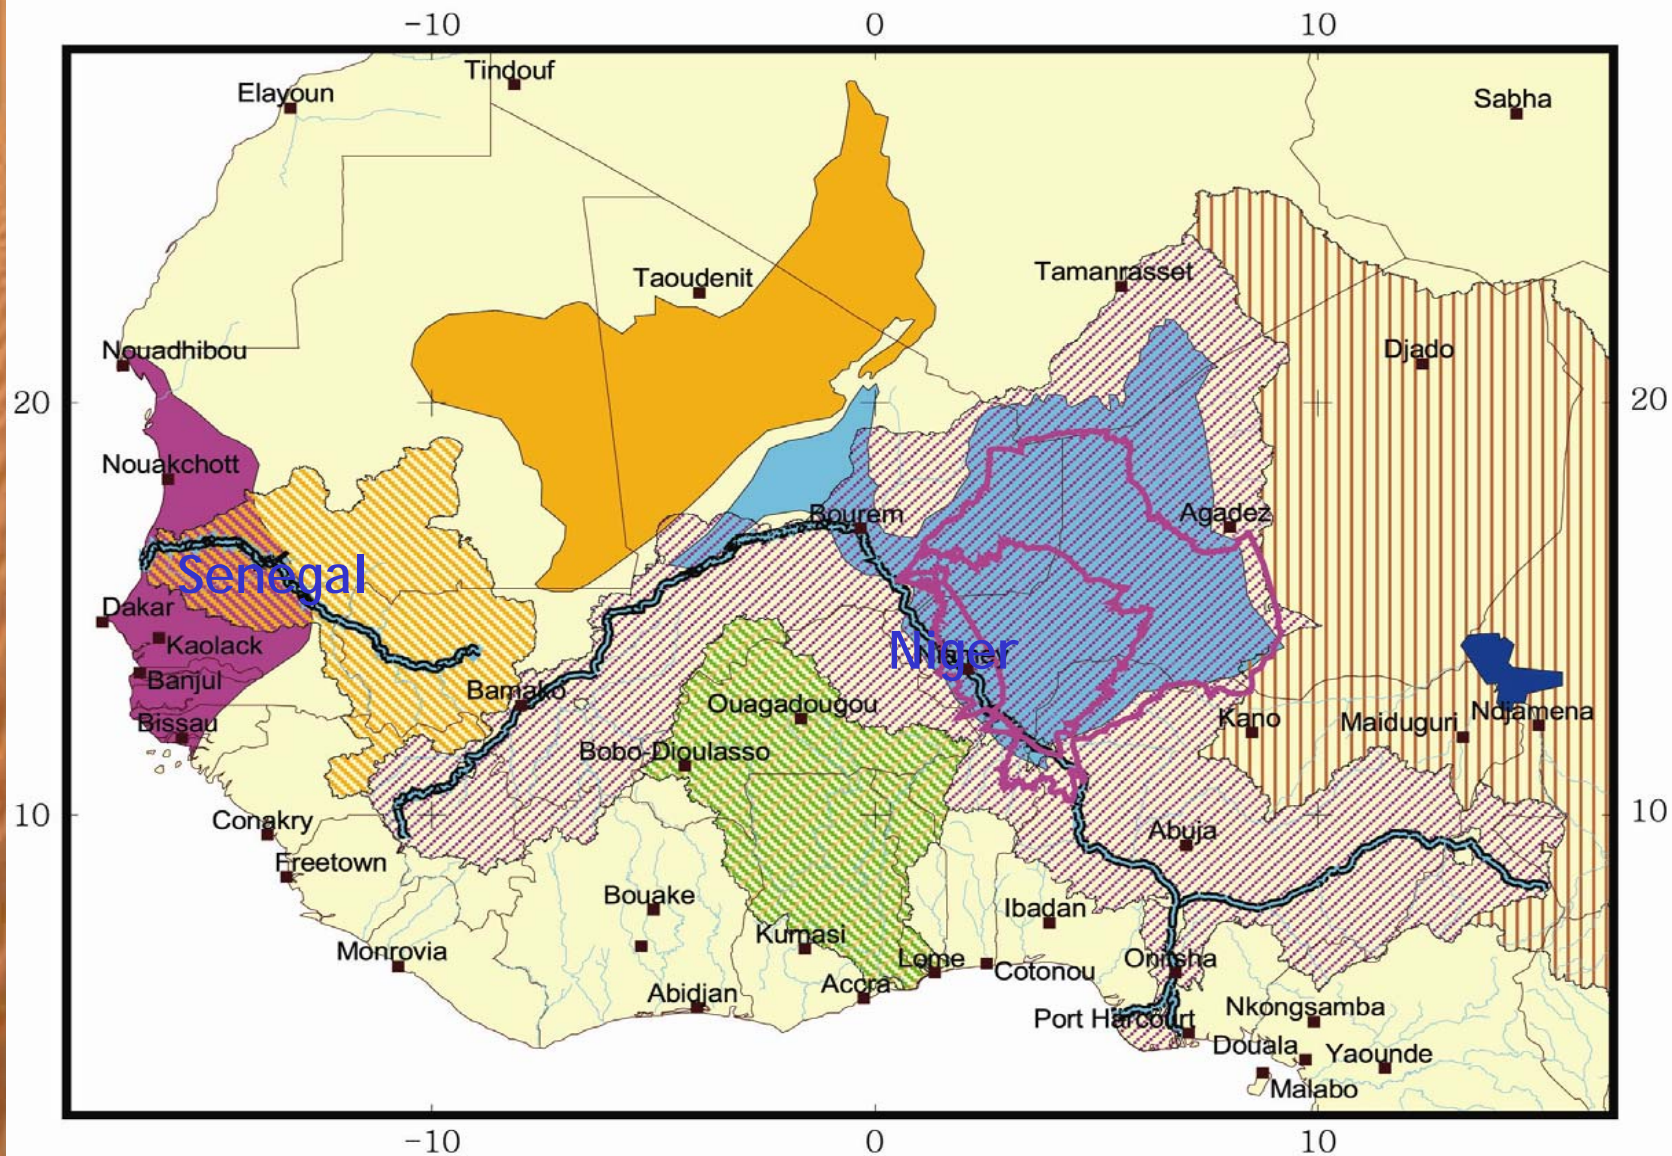 -10 0 10
Tindouf
Elayoun
Sabha
Taoudenit
Tamanrasset
Nouadhibou
Djado
20 20
Nouakchott
Bourem
Agadez
Senegal
Dakar
Kaolack
Niger
Niamey
Banjul
Bamako
Ouagadougou
Bissau
Kano
Maiduguri
Ndjamena
Bobo-Dioulasso
10 10
Conakry
Abuja
Freetown
Bouake
Ibadan
Kumasi
Monrovia
Lome
Cotonou
Onitsha
Abidjan
Accra
Port Harcourt
Nkongsamba
Douala
Yaounde
Malabo
-10 0 10